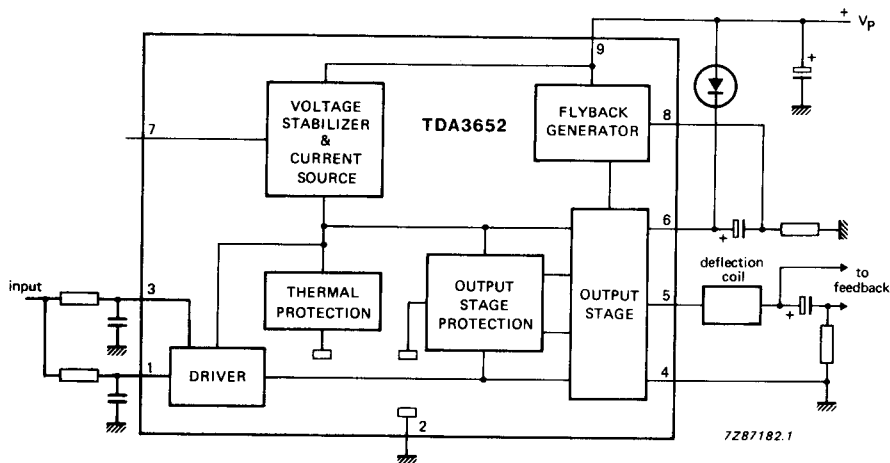 +
V_P
9
+
VOLTAGE
STABILIZER
&
CURRENT
SOURCE
TDA3652
FLYBACK
GENERATOR
8
7
6
+
deflection
coil
to
feedback
input
3
THERMAL
PROTECTION
OUTPUT
STAGE
PROTECTION
OUTPUT
STAGE
5
+
1
DRIVER
4
2
7Z87182.1